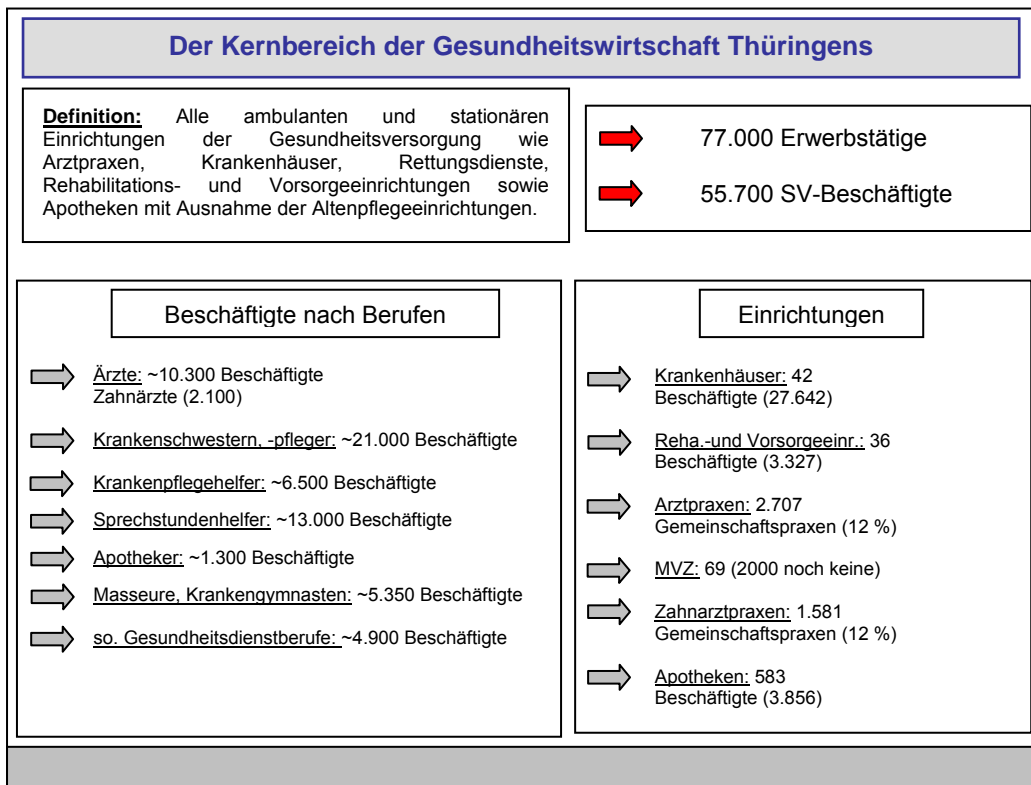 Der Kernbereich der Gesundheitswirtschaft Thüringens
Definition: Alle ambulanten und stationären
Einrichtungen der Gesundheitsversorgung wie
Arztpraxen, Krankenhäuser, Rettungsdienste,
Rehabilitations- und Vorsorgeeinrichtungen sowie
Apotheken mit Ausnahme der Altenpflegeeinrichtungen.
77.000 Erwerbstätige
55.700 SV-Beschäftigte
Beschäftigte nach Berufen
Ärzte: ~10.300 Beschäftigte
Zahnärzte (2.100)
Krankenschwestern, -pfleger: ~21.000 Beschäftigte
Krankenpflegehelfer: ~6.500 Beschäftigte
Sprechstundenhelfer: ~13.000 Beschäftigte
Apotheker: ~1.300 Beschäftigte
Masseure, Krankengymnasten: ~5.350 Beschäftigte
so. Gesundheitsdienstberufe: ~4.900 Beschäftigte
Einrichtungen
Krankenhäuser: 42
Beschäftigte (27.642)
Reha.-und Vorsorgeeinr.: 36
Beschäftigte (3.327)
Arztpraxen: 2.707
Gemeinschaftspraxen (12 %)
MVZ: 69 (2000 noch keine)
Zahnarztpraxen: 1.581
Gemeinschaftspraxen (12 %)
Apotheken: 583
Beschäftigte (3.856)